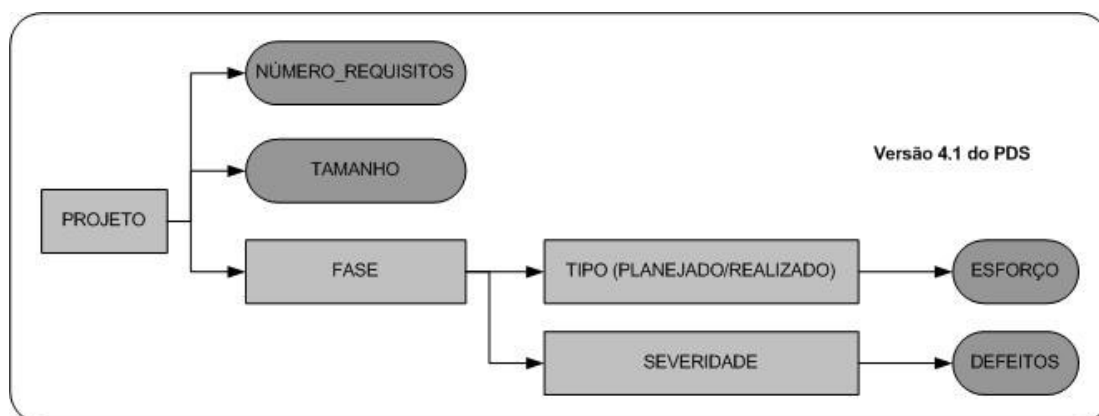 NÚMERO_REQUISITOS
TAMANHO
Versão 4.1 do PDS
PROJETO
FASE
TIPO (PLANEJADO/REALIZADO)
ESFORÇO
SEVERIDADE
DEFEITOS